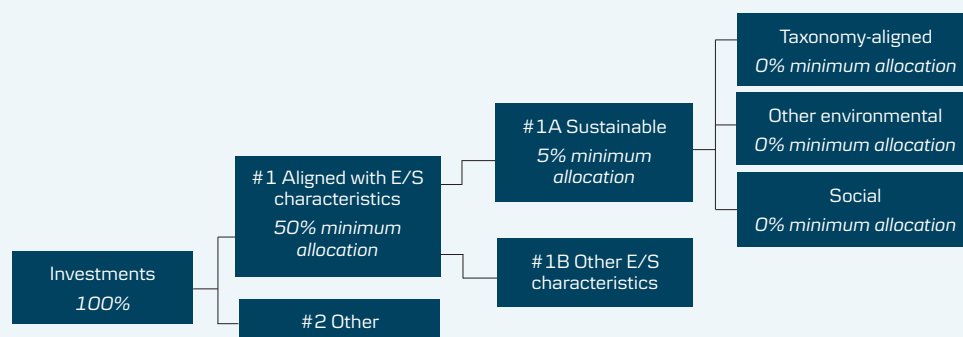 Taxonomy-aligned
0% minimum allocation
Other environmental
0% minimum allocation
#1A Sustainable
5% minimum
allocation
Social
0% minimum allocation
#1 Aligned with E/S
characteristics
50% minimum
allocation
#1B Other E/S
characteristics
Investments
100%
#2 Other